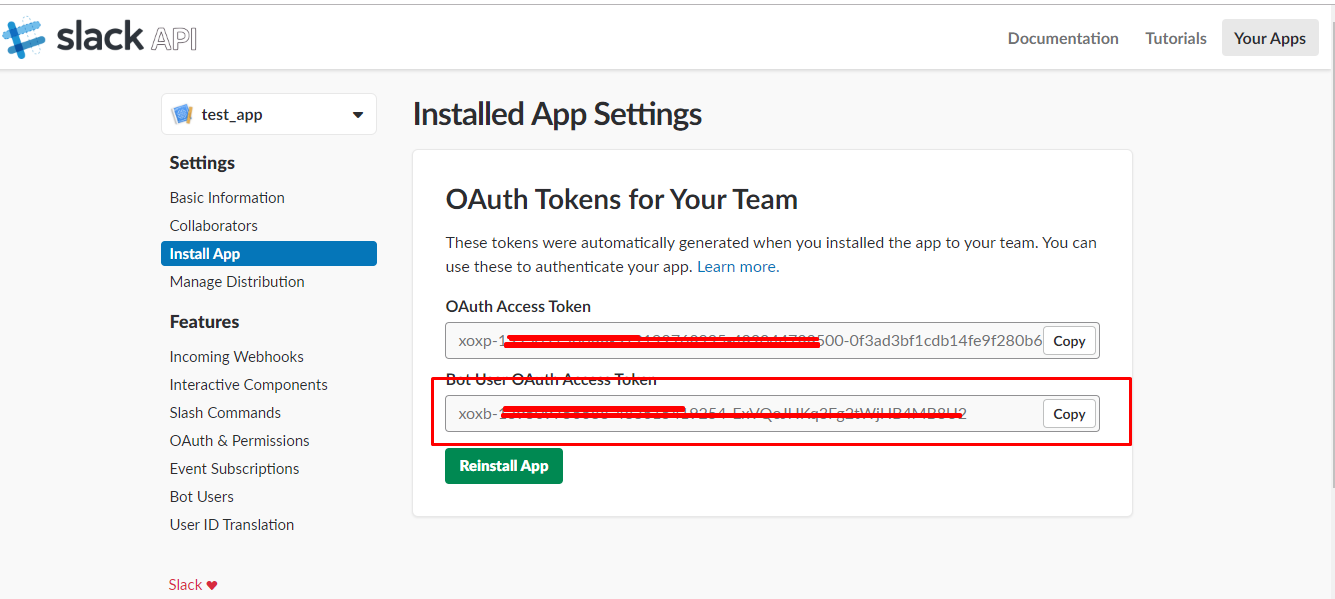 slack API
Documentation
Tutorials
Your Apps
test_app
Installed App Settings
Settings
Basic Information
Collaborators
Install App
Manage Distribution
Features
Incoming Webhooks
Interactive Components
Slash Commands
OAuth & Permissions
Event Subscriptions
Bot Users
User ID Translation
Slack ♥
OAuth Tokens for Your Team
These tokens were automatically generated when you installed the app to your team. You can
use these to authenticate your app. Learn more.
OAuth Access Token
xoxp-1 500-0f3ad3bf1cdb14fe9f280b6 Copy
Bot User OAuth Access Token
xoxb- Copy
Reinstall App